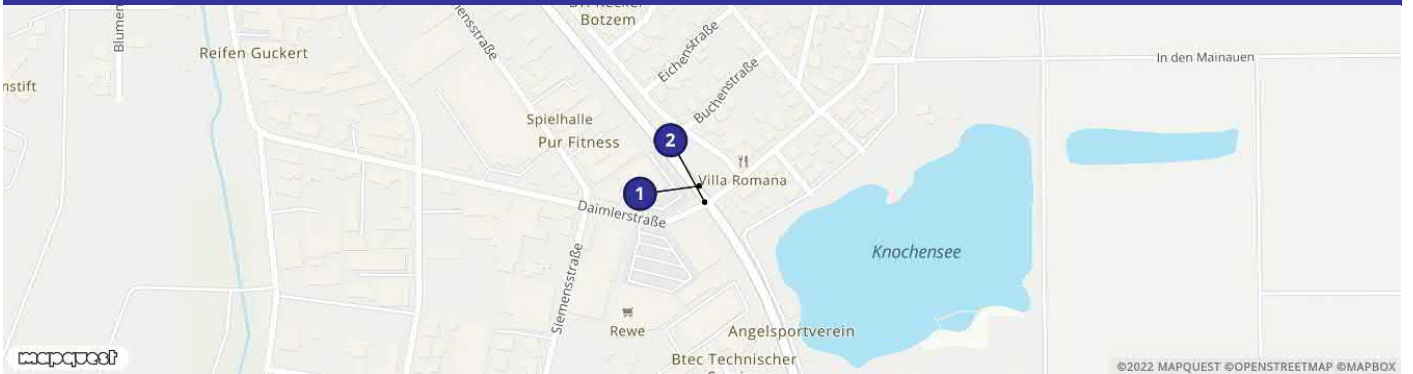 Botzem
Blumen
Reifen Guckert
Eichenstraße
In den Mainauen
nstift
Buchenstraße
Spielhalle
Pur Fitness
2
Villa Romana
1
Daimlerstraße
Knochensee
Siemensstraße
Rewe
Angelsportverein
mapquest
Btec Technischer
©2022 MAPQUEST ©OPENSTREETMAP ©MAPBOX